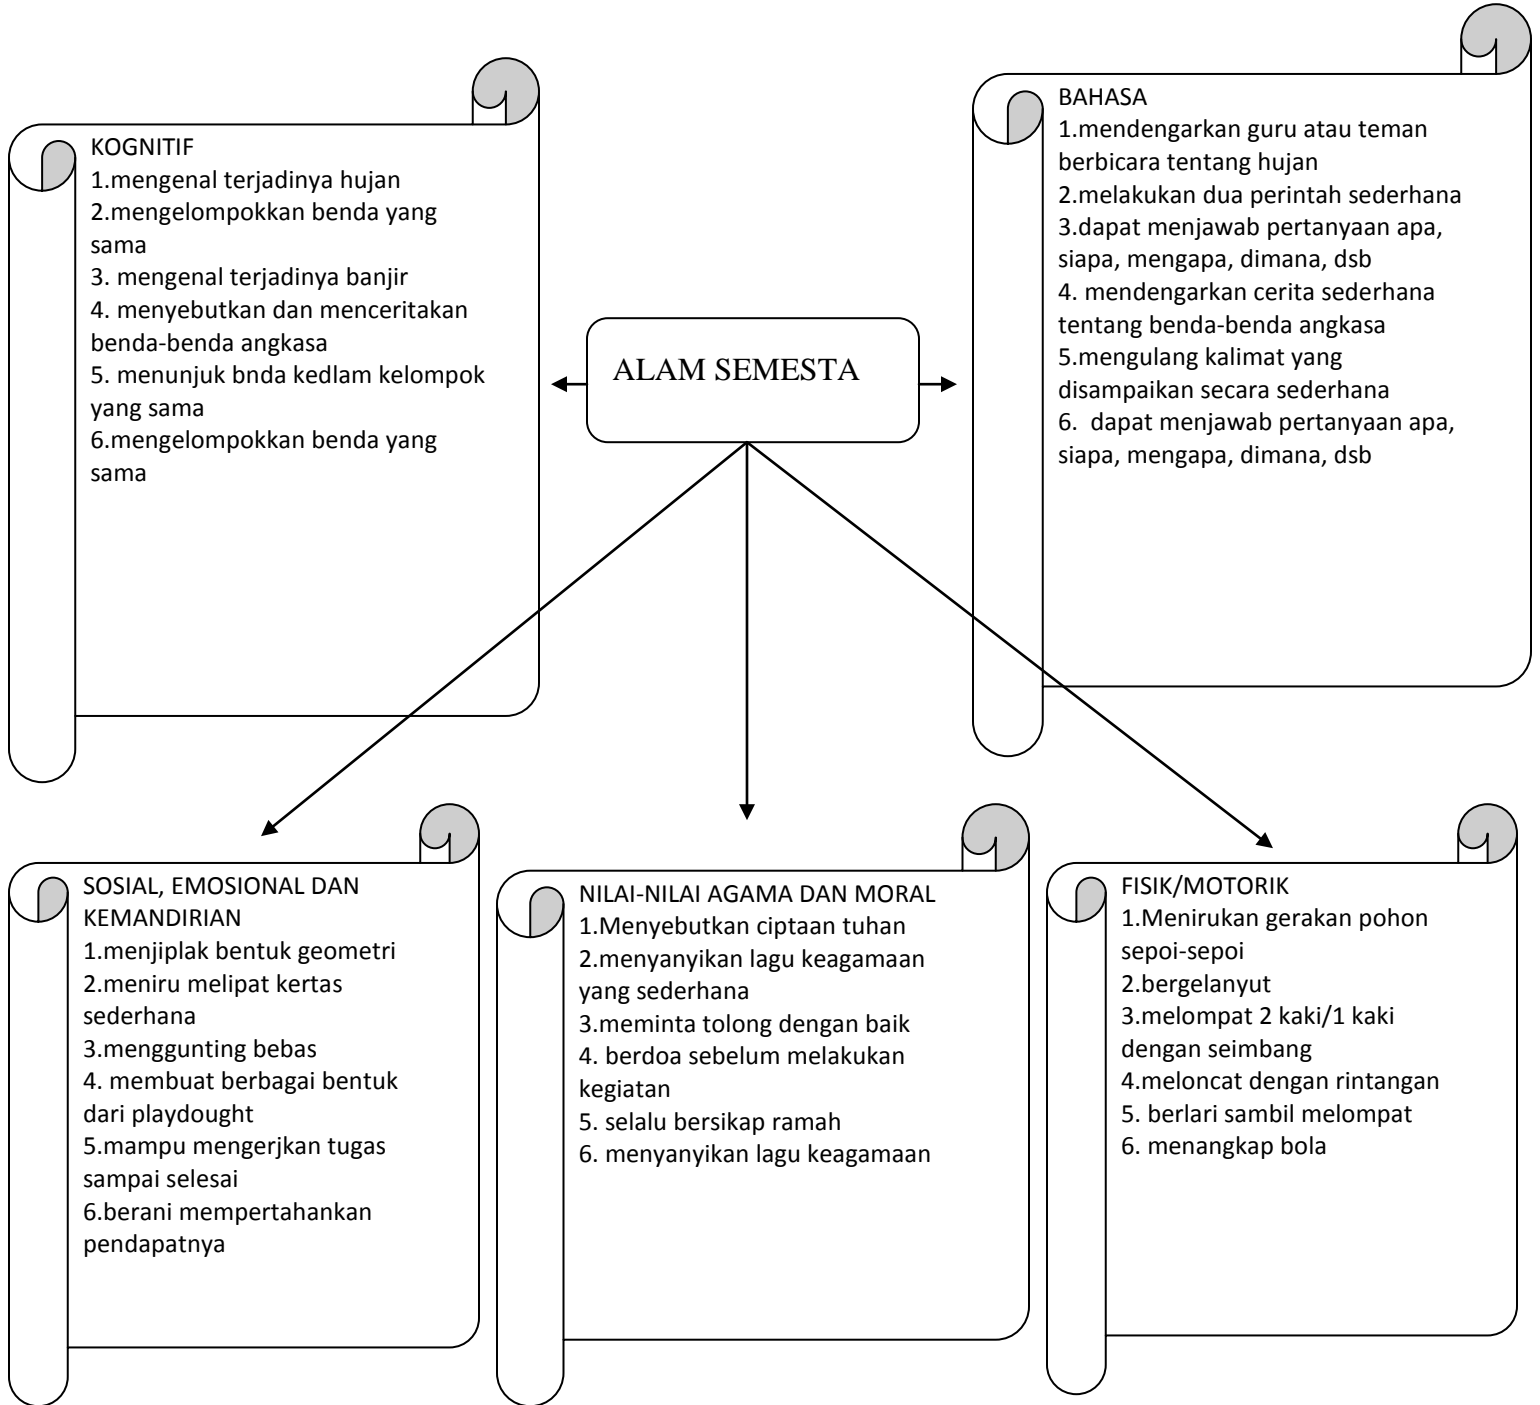 KOGNITIF
1.mengenal terjadinya hujan
2.mengelompokkan benda yang
sama
3. mengenal terjadinya banjir
4. menyebutkan dan menceritakan
benda-benda angkasa
5. menunjuk bnda kedlam kelompok
yang sama
6.mengelompokkan benda yang
sama
ALAM SEMESTA
BAHASA
1.mendengarkan guru atau teman
berbicara tentang hujan
2.melakukan dua perintah sederhana
3.dapat menjawab pertanyaan apa,
siapa, mengapa, dimana, dsb
4. mendengarkan cerita sederhana
tentang benda-benda angkasa
5.mengulang kalimat yang
disampaikan secara sederhana
6.  dapat menjawab pertanyaan apa,
siapa, mengapa, dimana, dsb
SOSIAL, EMOSIONAL DAN
KEMANDIRIAN
1.menjiplak bentuk geometri
2.meniru melipat kertas
sederhana
3.menggunting bebas
4. membuat berbagai bentuk
dari playdought
5.mampu mengerjkan tugas
sampai selesai
6.berani mempertahankan
pendapatnya
NILAI-NILAI AGAMA DAN MORAL
1.Menyebutkan ciptaan tuhan
2.menyanyikan lagu keagamaan
yang sederhana
3.meminta tolong dengan baik
4. berdoa sebelum melakukan
kegiatan
5. selalu bersikap ramah
6. menyanyikan lagu keagamaan
FISIK/MOTORIK
1.Menirukan gerakan pohon
sepoi-sepoi
2.bergelanyut
3.melompat 2 kaki/1 kaki
dengan seimbang
4.meloncat dengan rintangan
5. berlari sambil melompat
6. menangkap bola